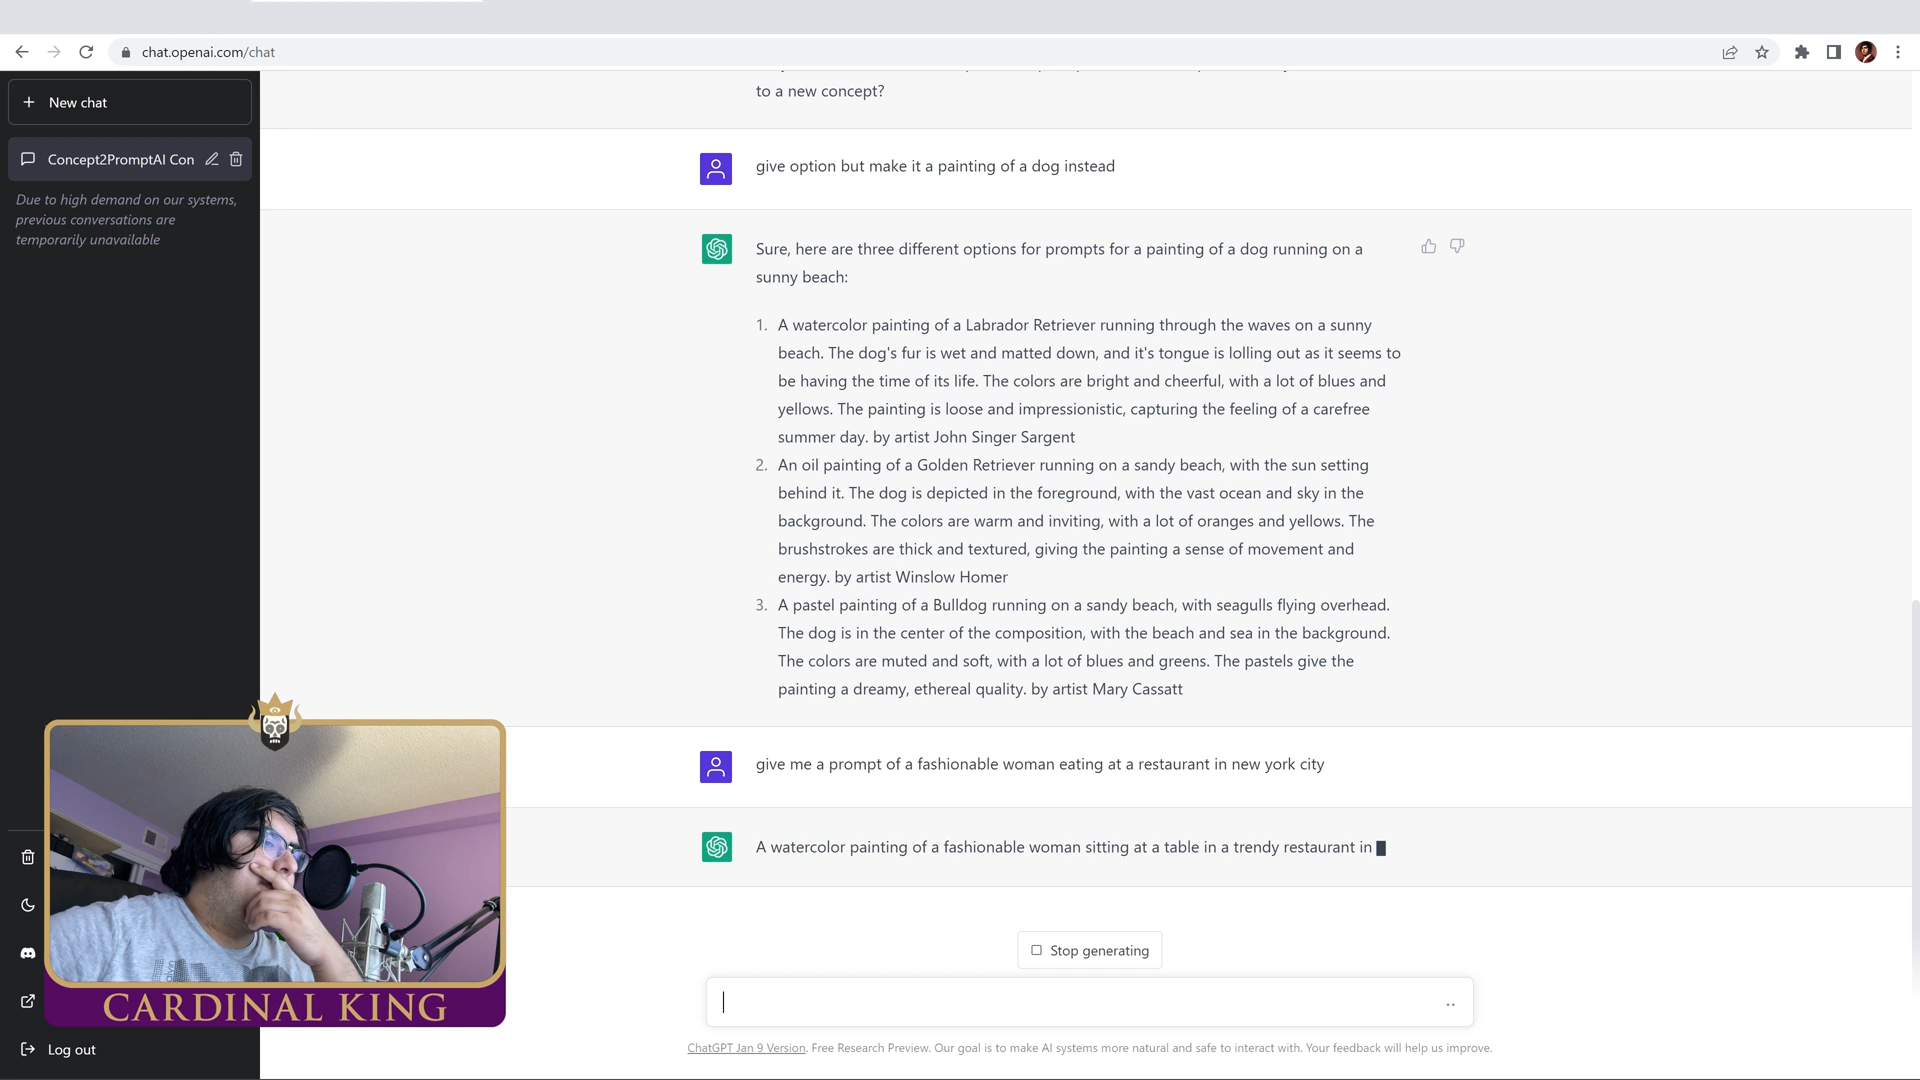 chat.openai.com/chat
New chat
Concept2PromptAI Con
Due to high demand on our systems,
previous conversations are
temporarily unavailable
to a new concept?
give option but make it a painting of a dog instead
Sure, here are three different options for prompts for a painting of a dog running on a
sunny beach:
1. A watercolor painting of a Labrador Retriever running through the waves on a sunny
beach. The dog's fur is wet and matted down, and it's tongue is lolling out as it seems to
be having the time of its life. The colors are bright and cheerful, with a lot of blues and
yellows. The painting is loose and impressionistic, capturing the feeling of a carefree
summer day. by artist John Singer Sargent
2. An oil painting of a Golden Retriever running on a sandy beach, with the sun setting
behind it. The dog is depicted in the foreground, with the vast ocean and sky in the
background. The colors are warm and inviting, with a lot of oranges and yellows. The
brushstrokes are thick and textured, giving the painting a sense of movement and
energy. by artist Winslow Homer
3. A pastel painting of a Bulldog running on a sandy beach, with seagulls flying overhead.
The dog is in the center of the composition, with the beach and sea in the background.
The colors are muted and soft, with a lot of blues and greens. The pastels give the
painting a dreamy, ethereal quality. by artist Mary Cassatt
give me a prompt of a fashionable woman eating at a restaurant in new york city
A watercolor painting of a fashionable woman sitting at a table in a trendy restaurant in
Stop generating
CARDINAL KING
Log out
ChatGPT Jan 9 Version. Free Research Preview. Our goal is to make AI systems more natural and safe to interact with. Your feedback will help us improve.